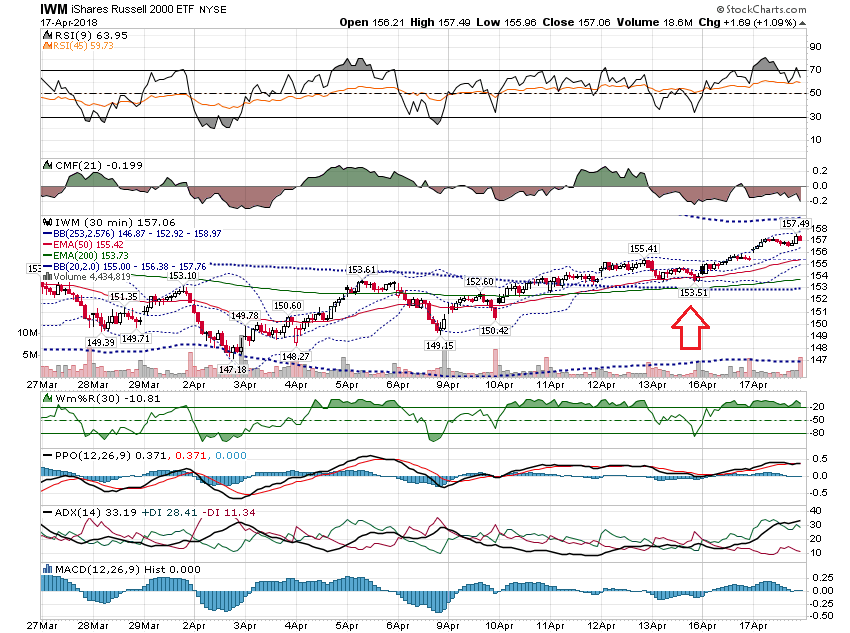 IWM iShares Russell 2000 ETF NYSE
© StockCharts.com
17-Apr-2018
Open 156.21 High 157.49 Low 155.96 Close 157.06 Volume 18.6M Chg +1.69 (+1.09%)
RSI(9) 63.95
RSI(45) 59.73
90
70
50
30
10
CMF(21) -0.199
0.2
0.0
-0.2
IWM (30 min) 157.06
BB(253,2.576) 146.87 - 152.92 - 158.97
EMA(50) 155.42
EMA(200) 153.73
BB(20,2.0) 155.00 - 156.38 - 157.76
Volume 4,434,819
153.10
151.35
149.39
149.71
147.18
149.78
150.60
148.27
153.61
149.15
152.60
150.42
155.41
153.51
157.49
158
157
156
155
154
153
152
151
150
149
148
147
10M
5M
27Mar 28Mar 29Mar 2Apr 3Apr 4Apr 5Apr 6Apr 9Apr 10Apr 11Apr 12Apr 13Apr 16Apr 17Apr
Wm%R(30) -10.81
-20
-50
-80
PPO(12,26,9) 0.371, 0.371, 0.000
0.5
0.0
-0.5
ADX(14) 33.19 +DI 28.41 -DI 11.34
40
30
20
10
MACD(12,26,9) Hist 0.000
0.25
0.00
-0.25
-0.50
27Mar 28Mar 29Mar 2Apr 3Apr 4Apr 5Apr 6Apr 9Apr 10Apr 11Apr 12Apr 13Apr 16Apr 17Apr